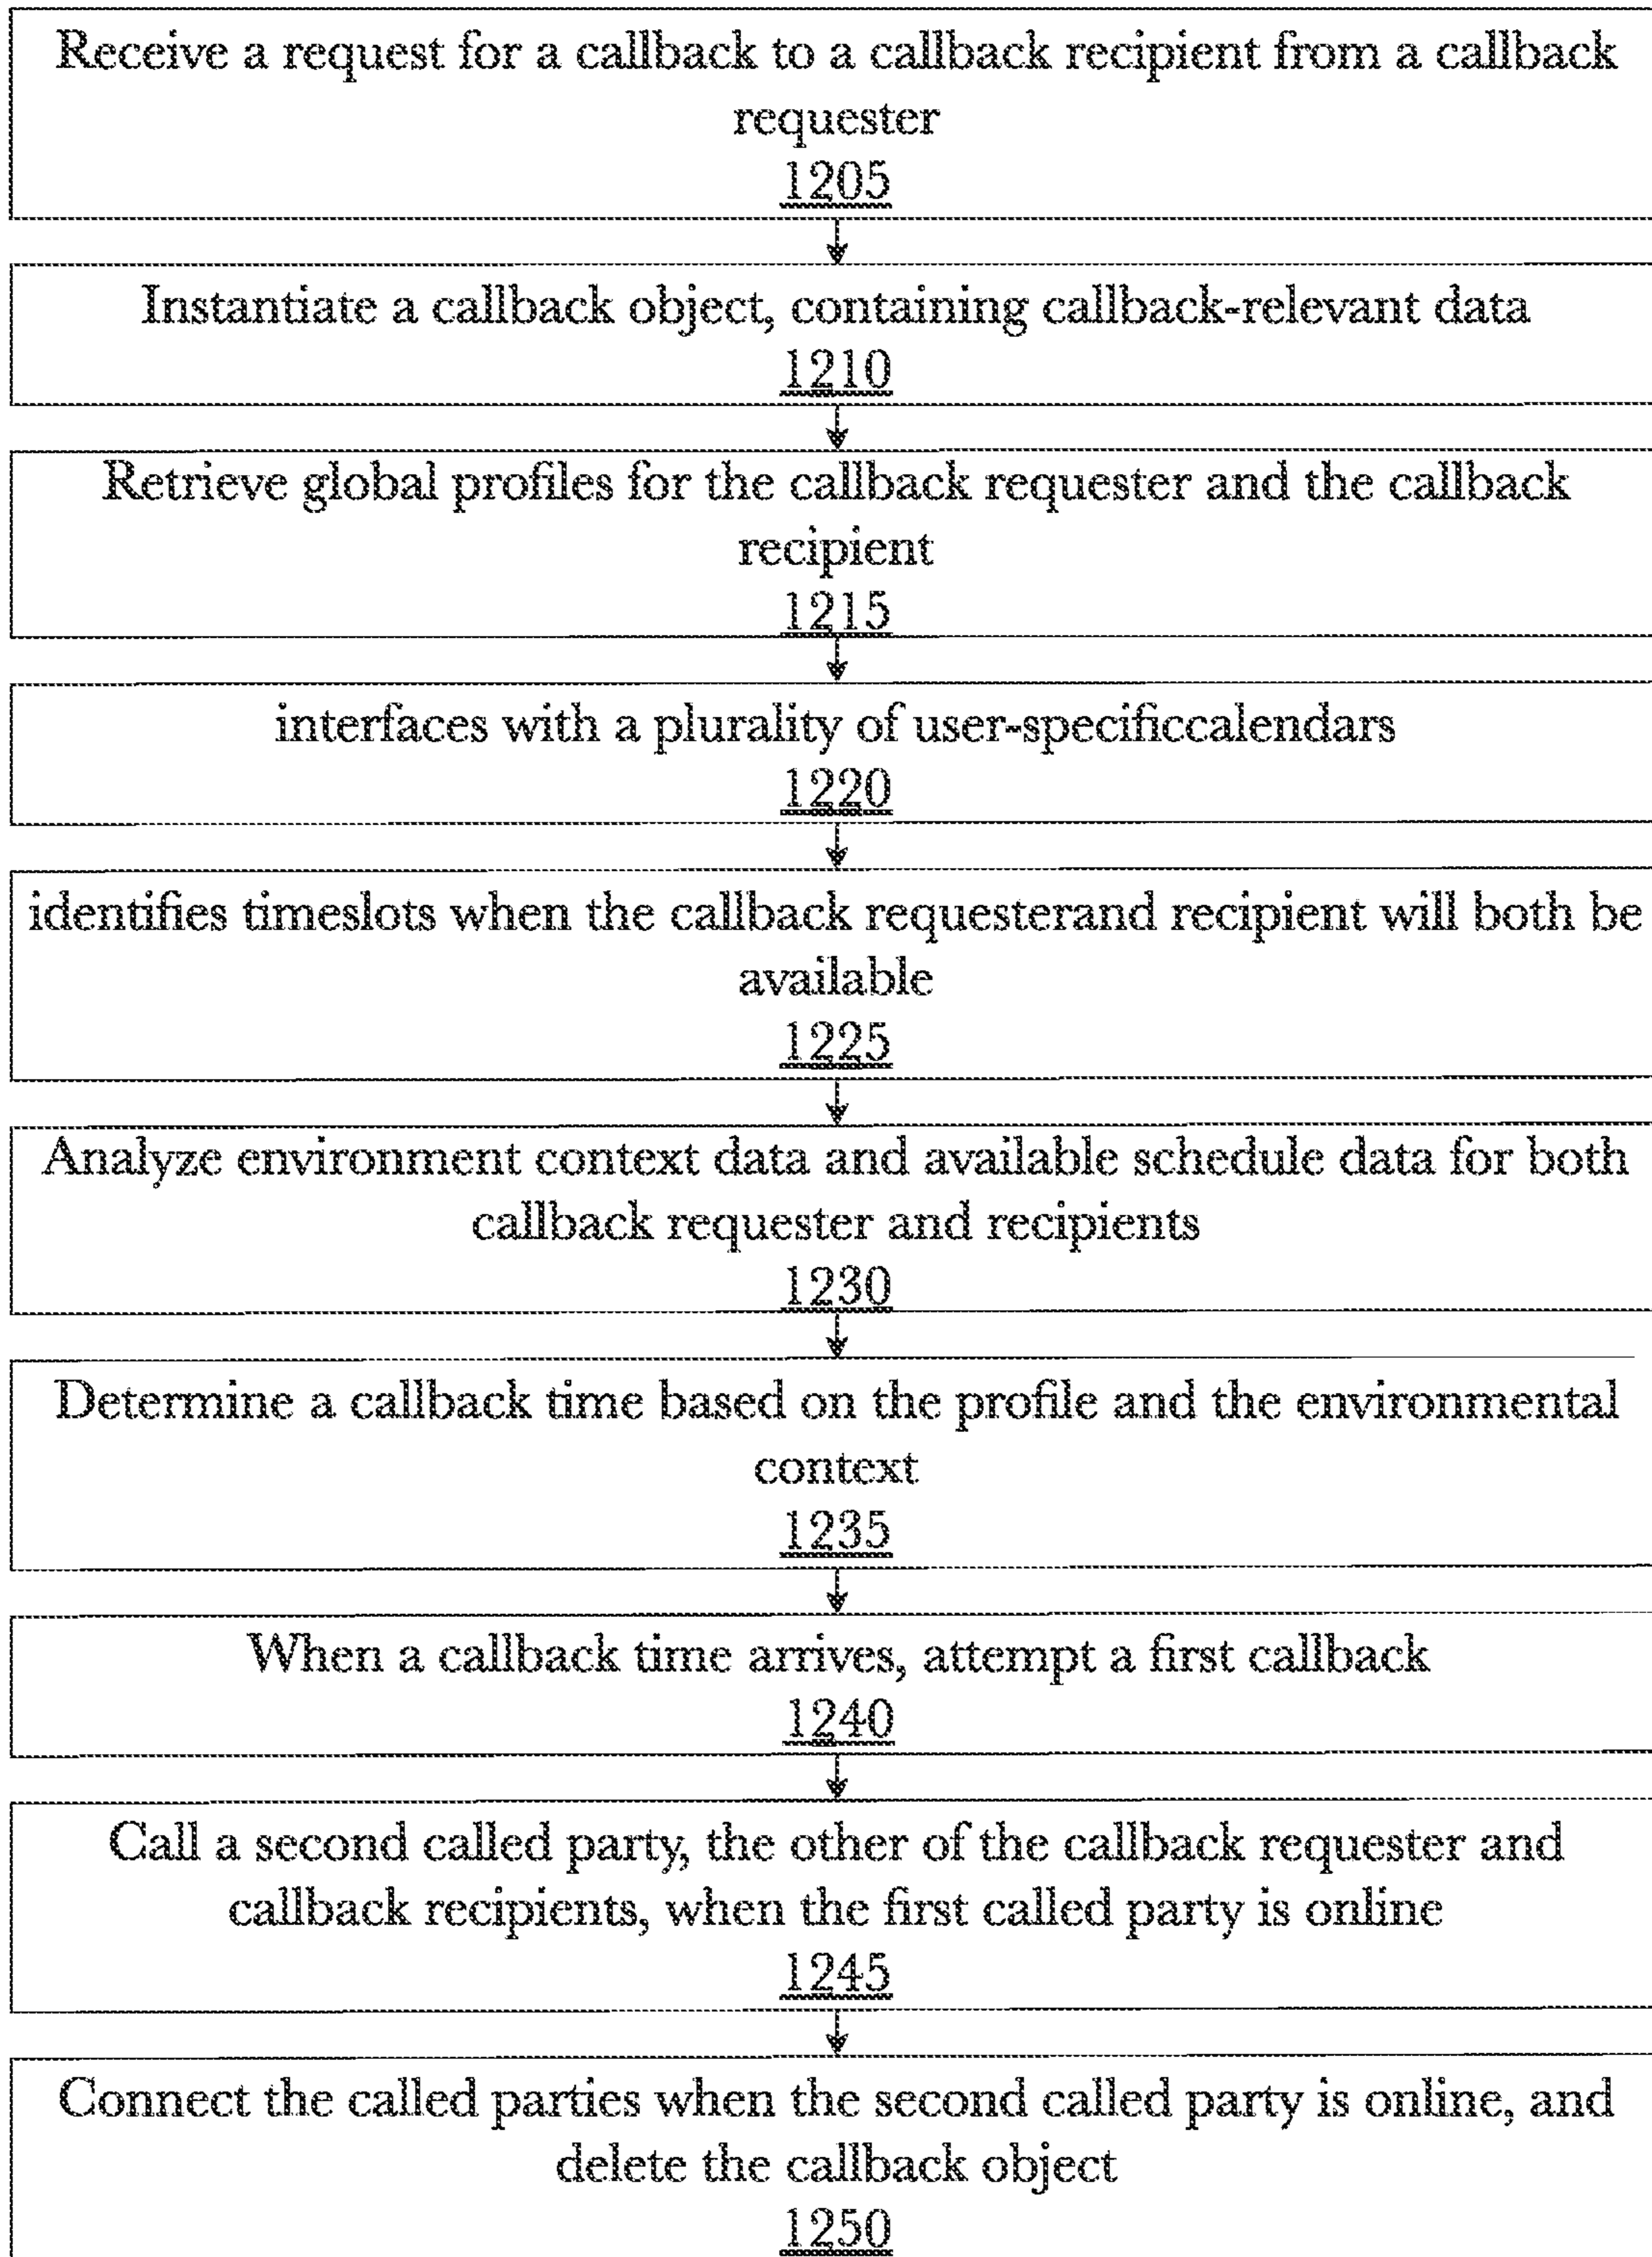 Receive a request for a callback to a callback recipient from a callback
requester
1205
Instantiate a callback object, containing callback-relevant data
1210
Retrieve global profiles for the callback requester and the callback
recipient
1215
interfaces with a plurality of user-specificcalendars
1220
identifies timeslots when the callback requesterand recipient will both be
available
1225
Analyze environment context data and available schedule data for both
callback requester and recipients
1230
Determine a callback time based on the profile and the environmental
context
1235
When a callback time arrives, attempt a first callback
1240
Call a second called party, the other of the callback requester and
callback recipients, when the first called party is online
1245
Connect the called parties when the second called party is online, and
delete the callback object
1250